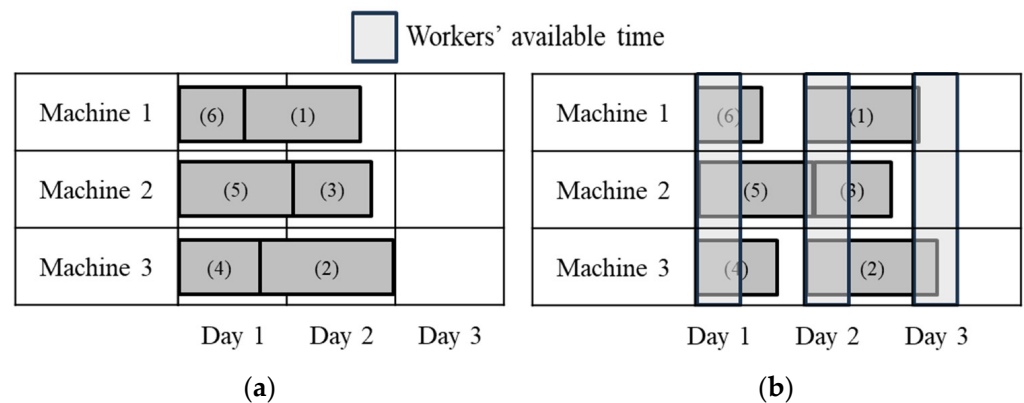 Workers' available time
Machine 1 (6) (1)
Machine 2 (5) (3)
Machine 3 (4) (2)
Day 1 Day 2 Day 3
(a)
Machine 1 (6) (1)
Machine 2 (5) (3)
Machine 3 (4) (2)
Day 1 Day 2 Day 3
(b)